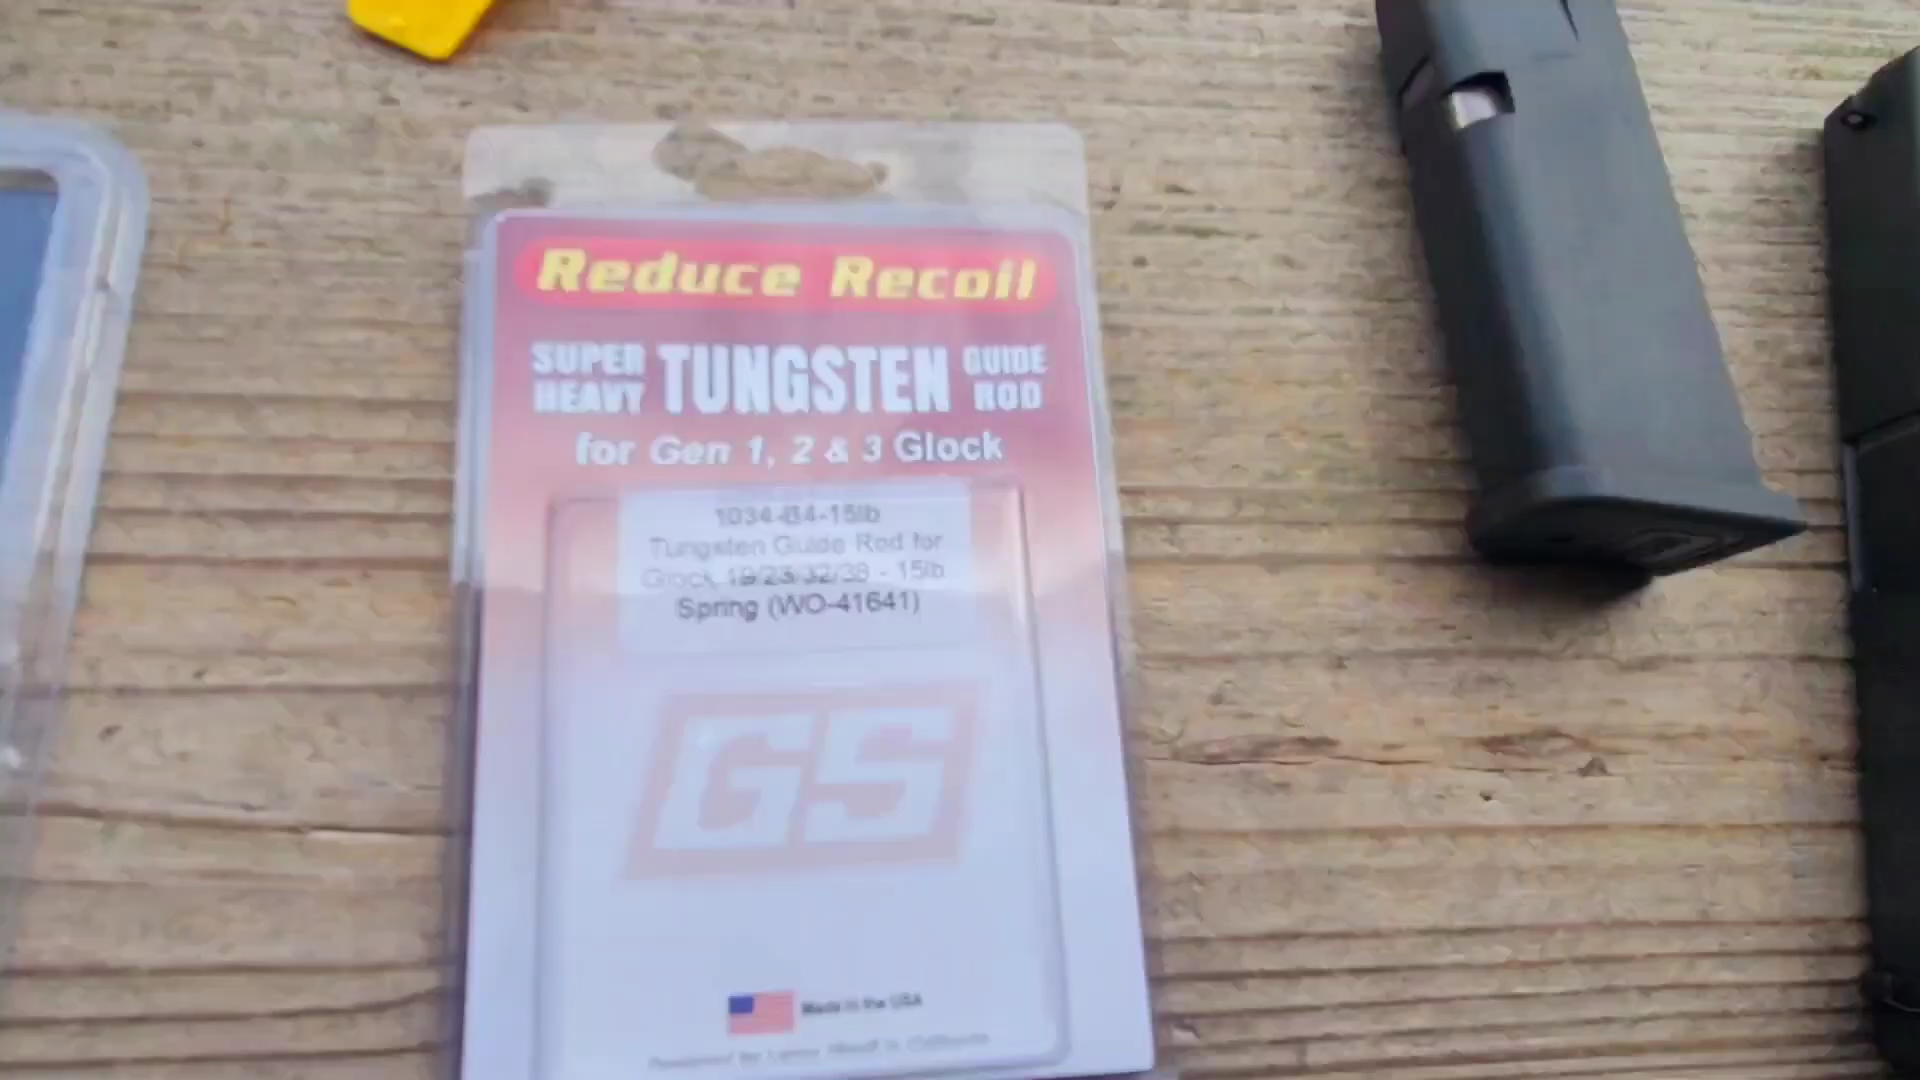 Reduce Recoil
SUPER HEAVY TUNGSTEN GUIDE ROD
for Gen 1, 2 & 3 Glock
1034-B4-15lb
Tungsten Guide Rod for
Glock 19/23/32/38 - 15lb
Spring (WO-41641)
GS
Made in the USA